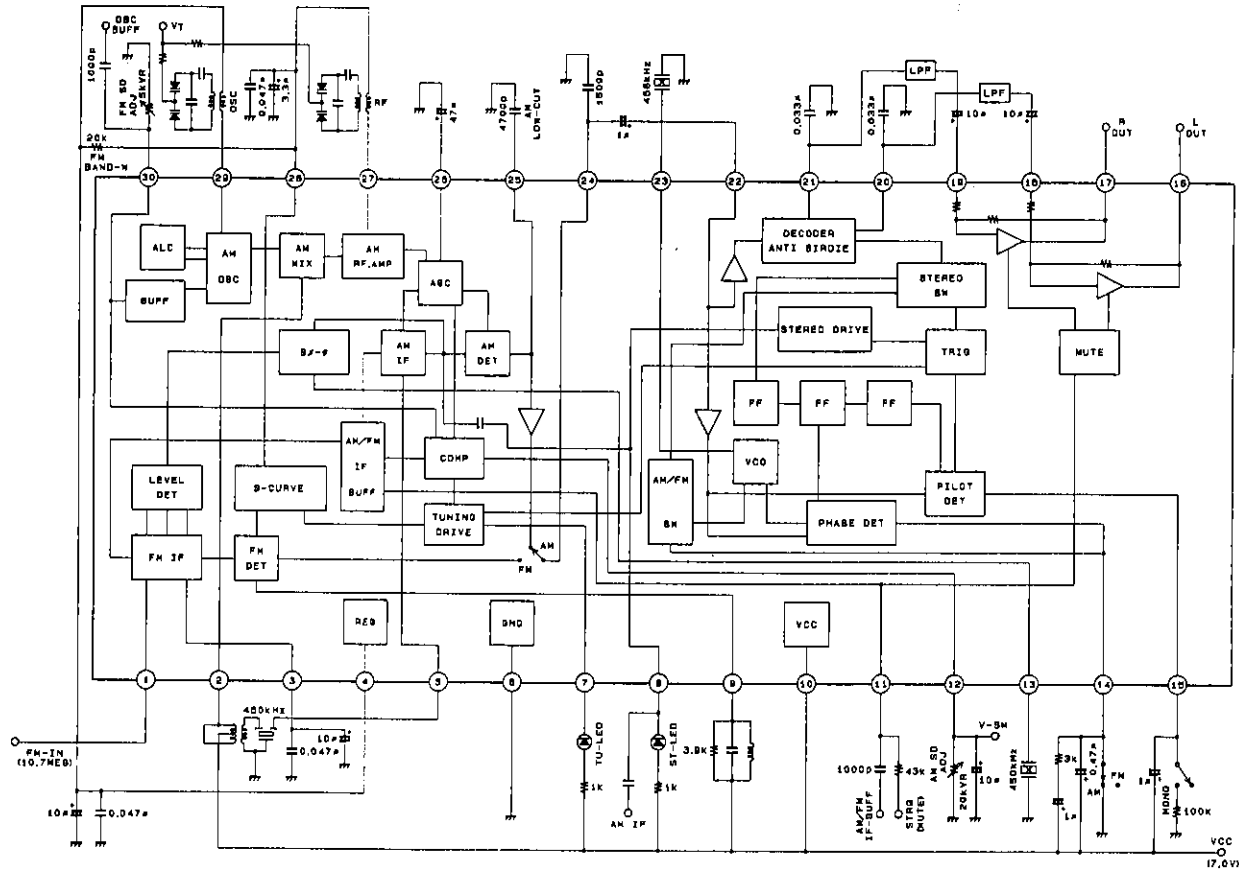 OSC
BUFF
VT
1000p
FM SD
ADJ
5kVR
OSC
0.047μ
3.3μ
RF
20k
FM
BAND-W
47μ
4700p
AM
LOW-CUT
1500p
1μ
456kHz
0.033μ
0.033μ
LPF
LPF
10μ
10μ
R
OUT
L
OUT
30
29
28
27
26
25
24
23
22
21
20
19
18
17
16
ALC
AM
OSC
AM
MIX
AM
RF.AMP
AGC
BUFF
AM
IF
AM
DET
DECODER
ANTI BIRDIE
STEREO
SW
STEREO DRIVE
TRIG
MUTE
FF
FF
FF
LEVEL
DET
S-CURVE
AM/FM
IF
BUFF
COMP
TUNING
DRIVE
AM/FM
SW
VCO
PILOT
DET
PHASE DET
FM IF
FM
DET
FM
AM
REG
GND
VCC
1
2
3
4
5
6
7
8
9
10
11
12
13
14
15
FM-IN
(10.7MEG)
450kHz
10μ
0.047μ
10μ
0.047μ
TU-LED
1k
AM IF
ST-LED
1k
3.9k
1000p
AM/FM
IF-BUFF
43k
STRQ
(MUTE)
V-SM
AM SD
ADJ
20kVR
10μ
450kHz
3k
0.47μ
1μ
FM
AM
1μ
MONO
100k
VCC
(7.0V)